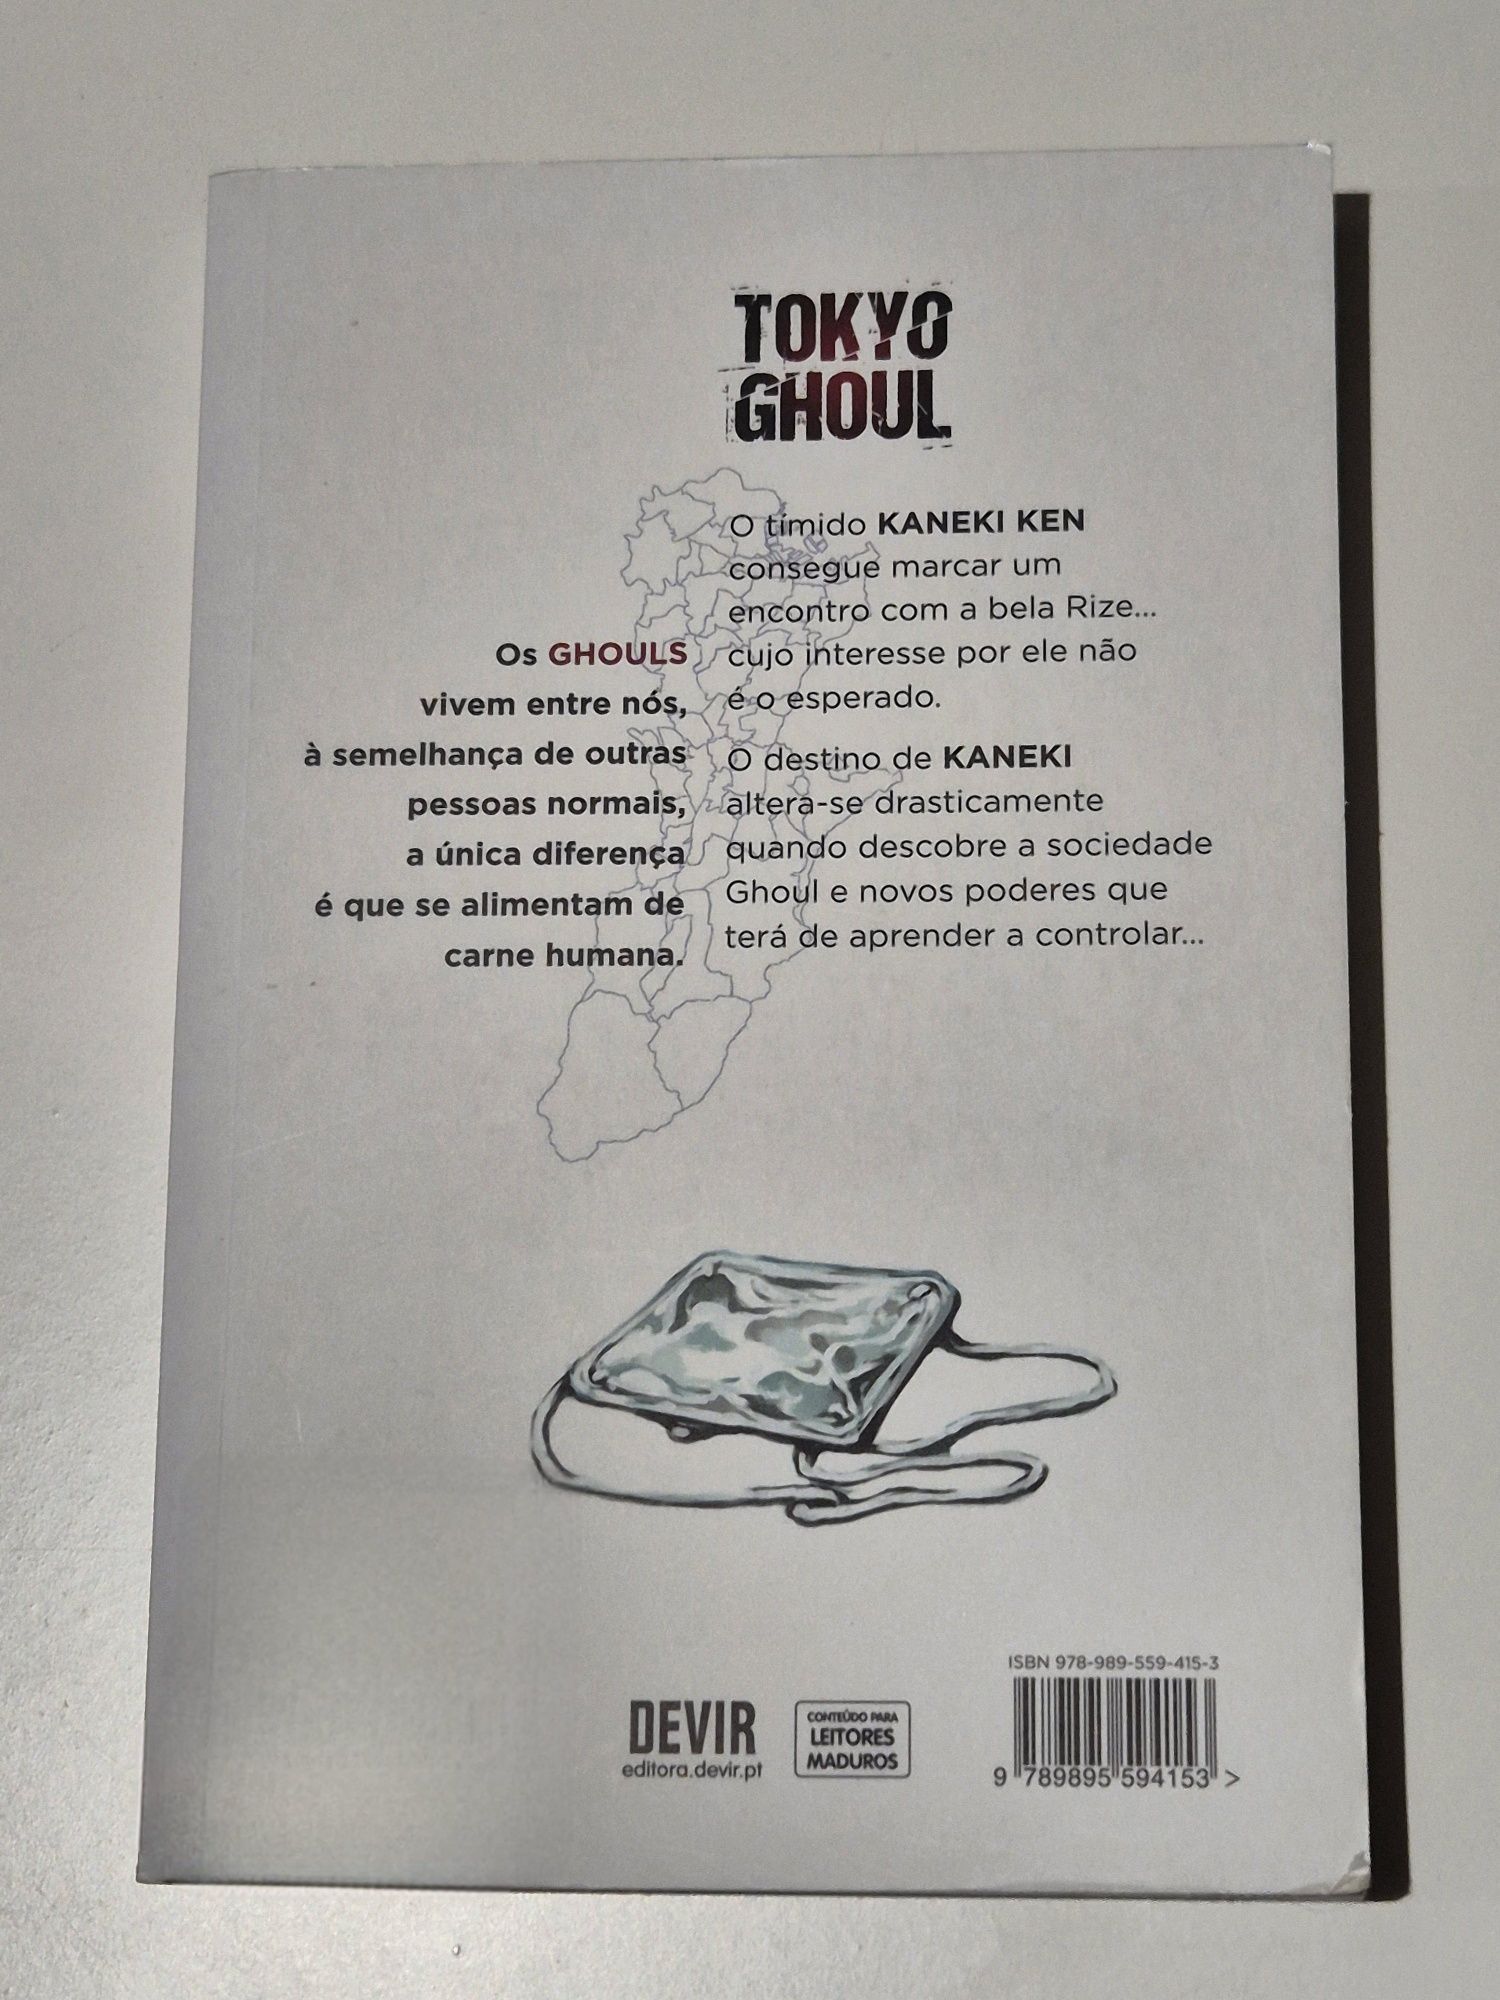 TOKYO
GHOUL
Os GHOULS
vivem entre nós,
à semelhança de outras
pessoas normais,
a única diferença
é que se alimentam de
carne humana.
O tímido KANEKI KEN
consegue marcar um
encontro com a bela Rize...
cujo interesse por ele não
é o esperado.
O destino de KANEKI
altera-se drasticamente
quando descobre a sociedade
Ghoul e novos poderes que
terá de aprender a controlar...
DEVIR
editora.devir.pt
CONTEÚDO PARA
LEITORES
MADUROS
ISBN 978-989-559-415-3
9 789895 594153 >